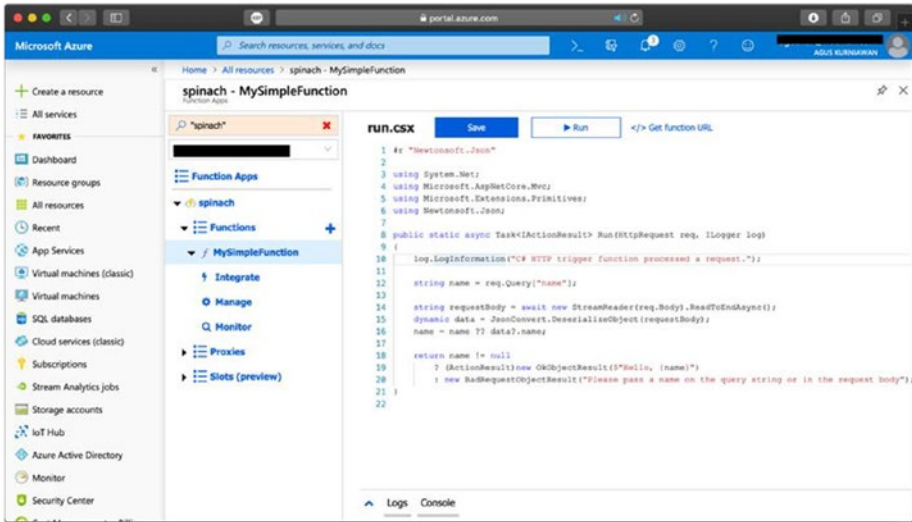 portal.azure.com
Microsoft Azure
Search resources, services, and docs
AGUS KURNIAWAN
Home > All resources > spinach - MySimpleFunction
spinach - MySimpleFunction
Function Apps
Create a resource
All services
FAVORITES
Dashboard
Resource groups
All resources
Recent
App Services
Virtual machines (classic)
Virtual machines
SQL databases
Cloud services (classic)
Subscriptions
Stream Analytics jobs
Storage accounts
IoT Hub
Azure Active Directory
Monitor
Security Center
"spinach"
Function Apps
spinach
Functions
MySimpleFunction
Integrate
Manage
Monitor
Proxies
Slots (preview)
run.csx Save Run </> Get function URL
1 #r "Newtonsoft.Json"
2
3 using System.Net;
4 using Microsoft.AspNetCore.Mvc;
5 using Microsoft.Extensions.Primitives;
6 using Newtonsoft.Json;
7
8 public static async Task<IActionResult> Run(HttpRequest req, ILogger log)
9 {
10 log.LogInformation("C# HTTP trigger function processed a request.");
11
12 string name = req.Query["name"];
13
14 string requestBody = await new StreamReader(req.Body).ReadToEndAsync();
15 dynamic data = JsonConvert.DeserializeObject(requestBody);
16 name = name ?? data?.name;
17
18 return name != null
19 ? (ActionResult)new OkObjectResult($"Hello, {name}")
20 : new BadRequestObjectResult("Please pass a name on the query string or in the request body");
21 }
22
Logs Console